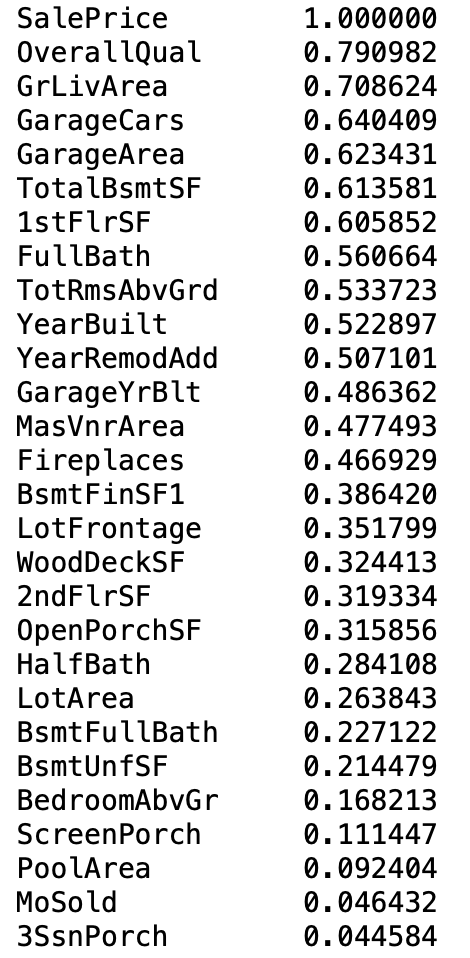 SalePrice 1.000000
OverallQual 0.790982
GrLivArea 0.708624
GarageCars 0.640409
GarageArea 0.623431
TotalBsmtSF 0.613581
1stFlrSF 0.605852
FullBath 0.560664
TotRmsAbvGrd 0.533723
YearBuilt 0.522897
YearRemodAdd 0.507101
GarageYrBlt 0.486362
MasVnrArea 0.477493
Fireplaces 0.466929
BsmtFinSF1 0.386420
LotFrontage 0.351799
WoodDeckSF 0.324413
2ndFlrSF 0.319334
OpenPorchSF 0.315856
HalfBath 0.284108
LotArea 0.263843
BsmtFullBath 0.227122
BsmtUnfSF 0.214479
BedroomAbvGr 0.168213
ScreenPorch 0.111447
PoolArea 0.092404
MoSold 0.046432
3SsnPorch 0.044584